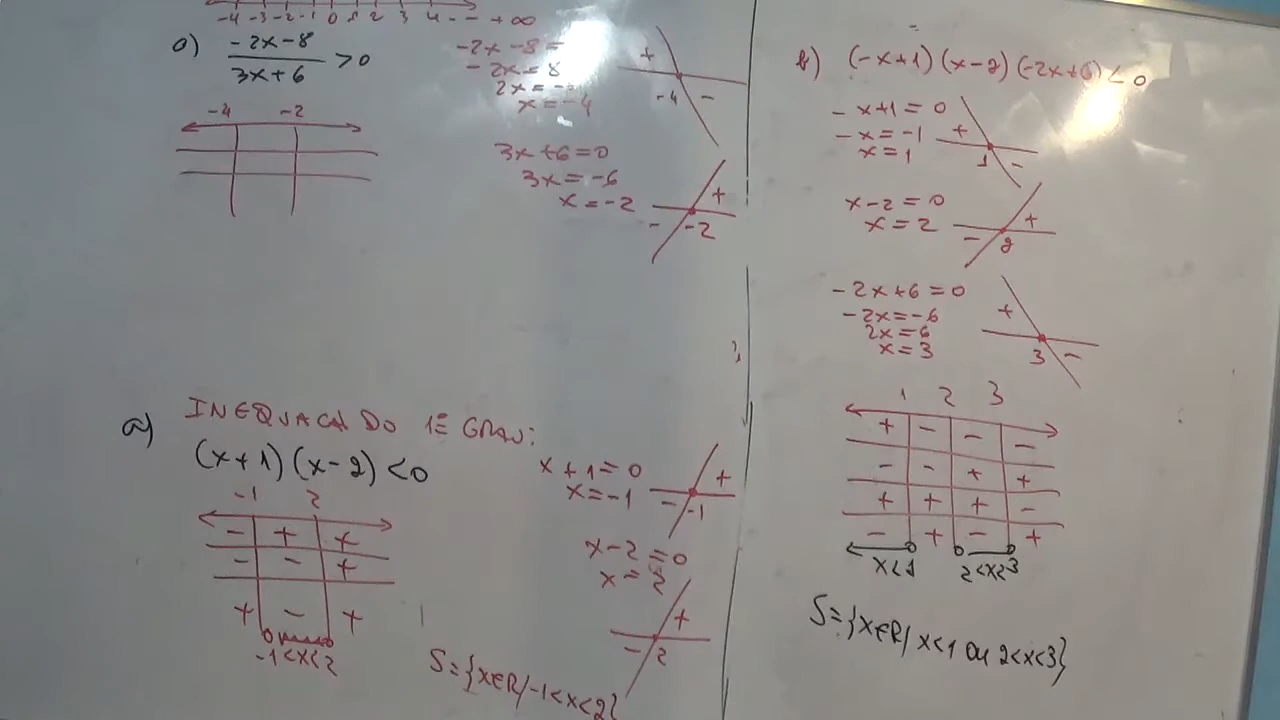 -4 -3 -2 -1 0 1 2 3 4 - - +∞
a) (-2x-8)/(3x+6) > 0
-4 -2
-2x-8=
-2x=8
2x=-
x=-4
+ -4 -
3x+6=0
3x=-6
x=-2
- -2 +
a) INEQUAÇAI DO 1= GRAU:
(x+1)(x-2)<0
-1 2
- + +
- - +
+ - +
-1<x<2
x+1=0
x=-1
- -1 +
x-2=0
x=2
- 2 +
S={x∈R/-1<x<2}
b) (-x+1)(x-2)(-2x+6)<0
-x+1=0
-x=-1
x=1
+ 1 -
x-2=0
x=2
- 2 +
-2x+6=0
-2x=-6
2x=6
x=3
+ 3 -
1 2 3
+ - - -
- - + +
+ + + -
- + - +
x<1 2<x<3
S={x∈R/x<1 ou 2<x<3}